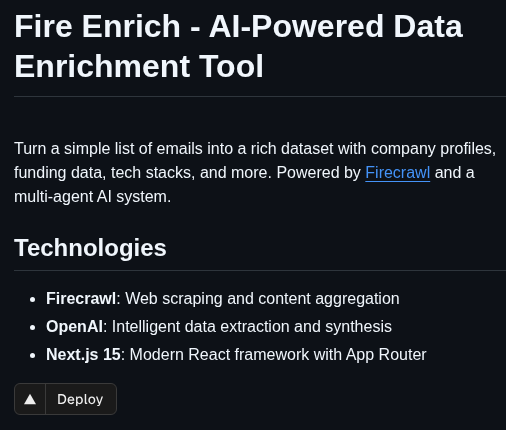 Fire Enrich - AI-Powered Data
Enrichment Tool
Turn a simple list of emails into a rich dataset with company profiles,
funding data, tech stacks, and more. Powered by Firecrawl and a
multi-agent AI system.
Technologies
• Firecrawl: Web scraping and content aggregation
• OpenAI: Intelligent data extraction and synthesis
• Next.js 15: Modern React framework with App Router
Deploy